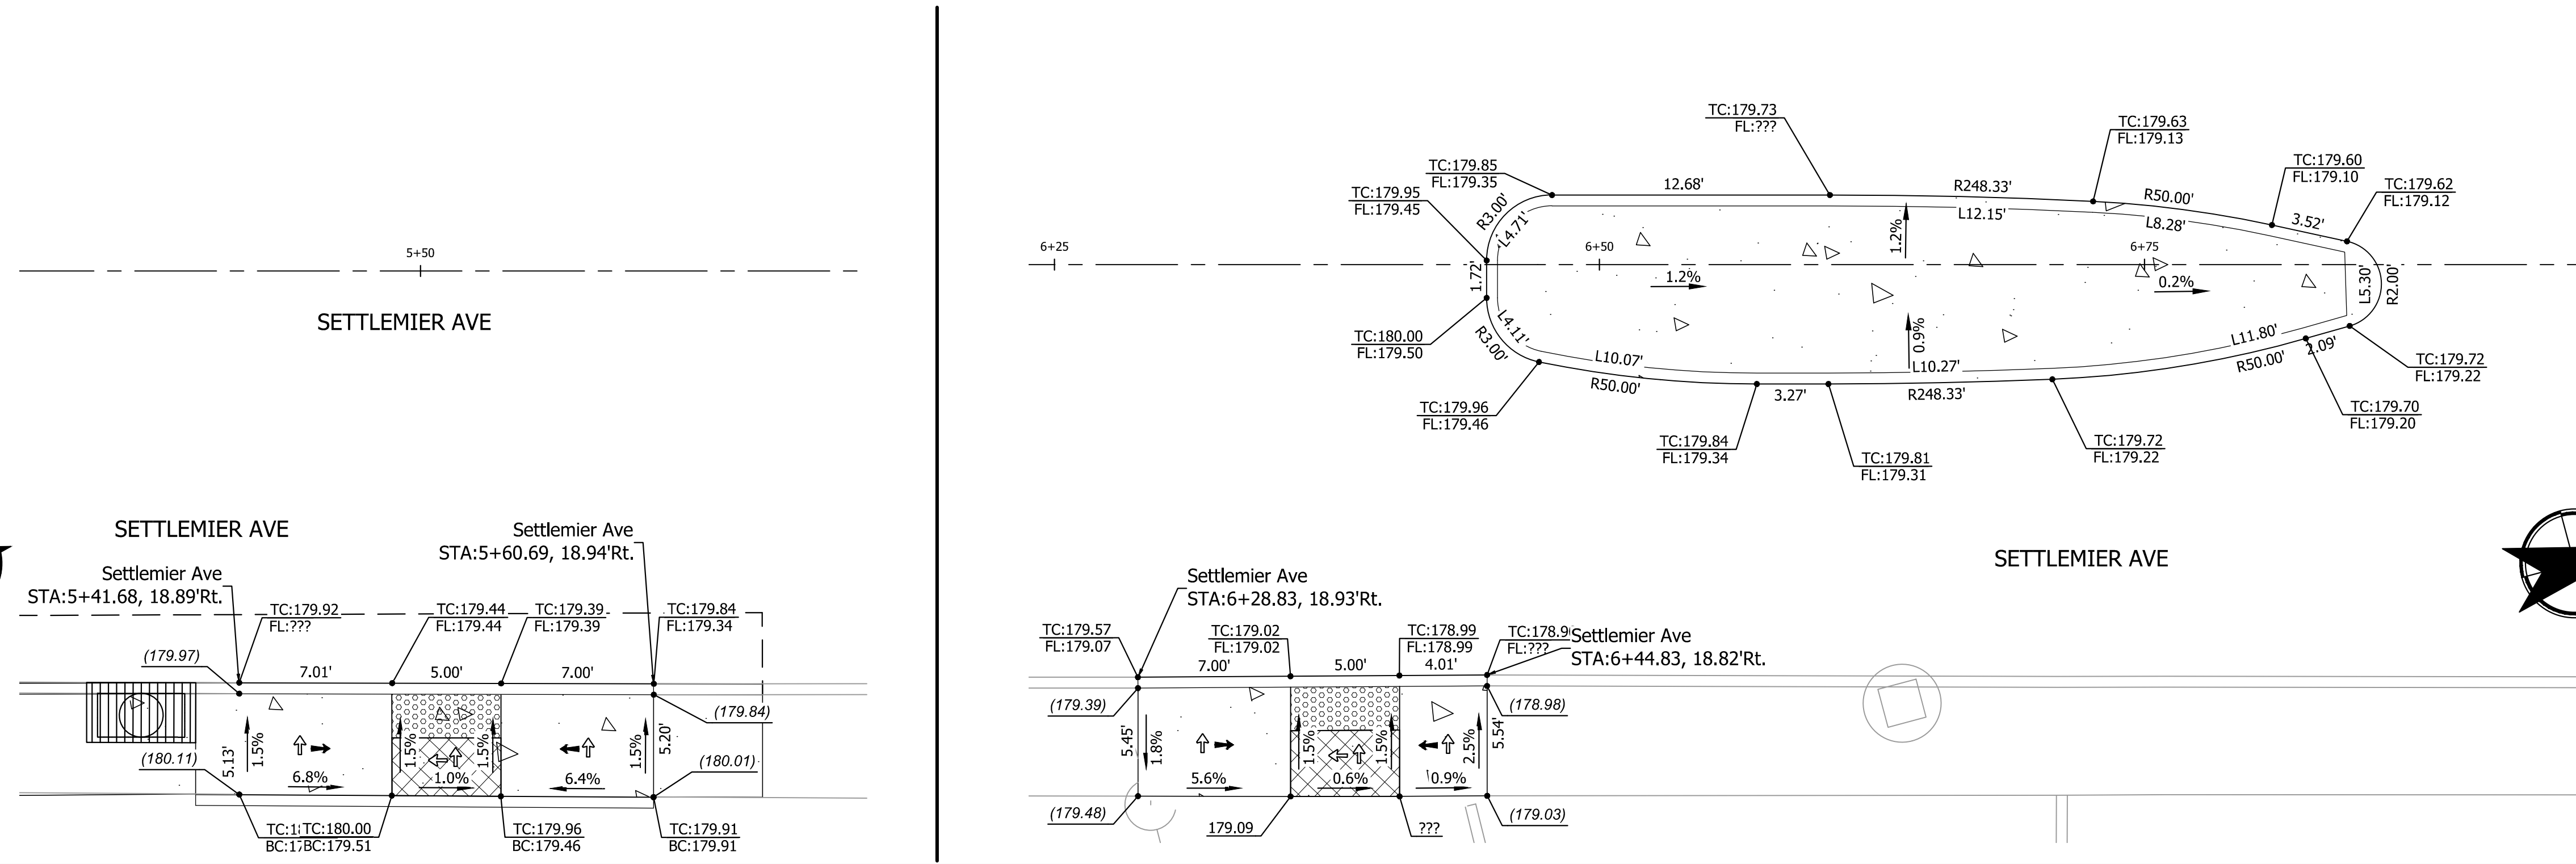 5+50
SETTLEMIER AVE
SETTLEMIER AVE
Settlemier Ave
STA:5+60.69, 18.94'Rt.
Settlemier Ave
STA:5+41.68, 18.89'Rt.
TC:179.92
FL:???
TC:179.44
FL:179.44
TC:179.39
FL:179.39
TC:179.84
FL:179.34
(179.97)
7.01'
5.00'
7.00'
(179.84)
(180.11)
5.13'
1.5%
1.5%
1.5%
1.5%
5.20'
(180.01)
6.8%
1.0%
6.4%
TC:180.00
BC:179.51
TC:179.96
BC:179.46
TC:179.91
BC:179.91
TC:179.73
FL:???
TC:179.63
FL:179.13
TC:179.85
FL:179.35
TC:179.60
FL:179.10
TC:179.95
FL:179.45
TC:179.62
FL:179.12
R3.00'
L4.71'
12.68'
R248.33'
L12.15'
R50.00'
L8.28'
3.52'
1.2%
6+25
6+50
6+75
1.72'
1.2%
0.2%
L5.30'
R2.00'
TC:180.00
FL:179.50
L4.11'
R3.00'
L10.07'
R50.00'
0.9%
L10.27'
3.27'
R248.33'
L11.80'
R50.00'
2.09'
TC:179.72
FL:179.22
TC:179.96
FL:179.46
TC:179.84
FL:179.34
TC:179.81
FL:179.31
TC:179.72
FL:179.22
TC:179.70
FL:179.20
SETTLEMIER AVE
Settlemier Ave
STA:6+28.83, 18.93'Rt.
TC:179.57
FL:179.07
TC:179.02
FL:179.02
TC:178.99
FL:178.99
FL:???
Settlemier Ave
STA:6+44.83, 18.82'Rt.
7.00'
5.00'
4.01'
(179.39)
(178.98)
5.45'
1.8%
1.5%
1.5%
2.5%
5.54'
5.6%
0.6%
0.9%
(179.48)
179.09
???
(179.03)